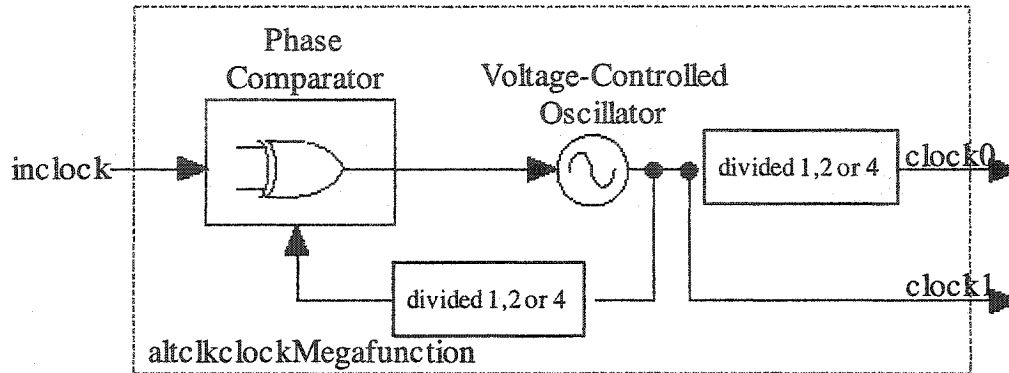 Phase
Comparator
Voltage-Controlled
Oscillator
inclock
divided 1,2 or 4
clock0
divided 1,2 or 4
clock1
altclkclockMegafunction